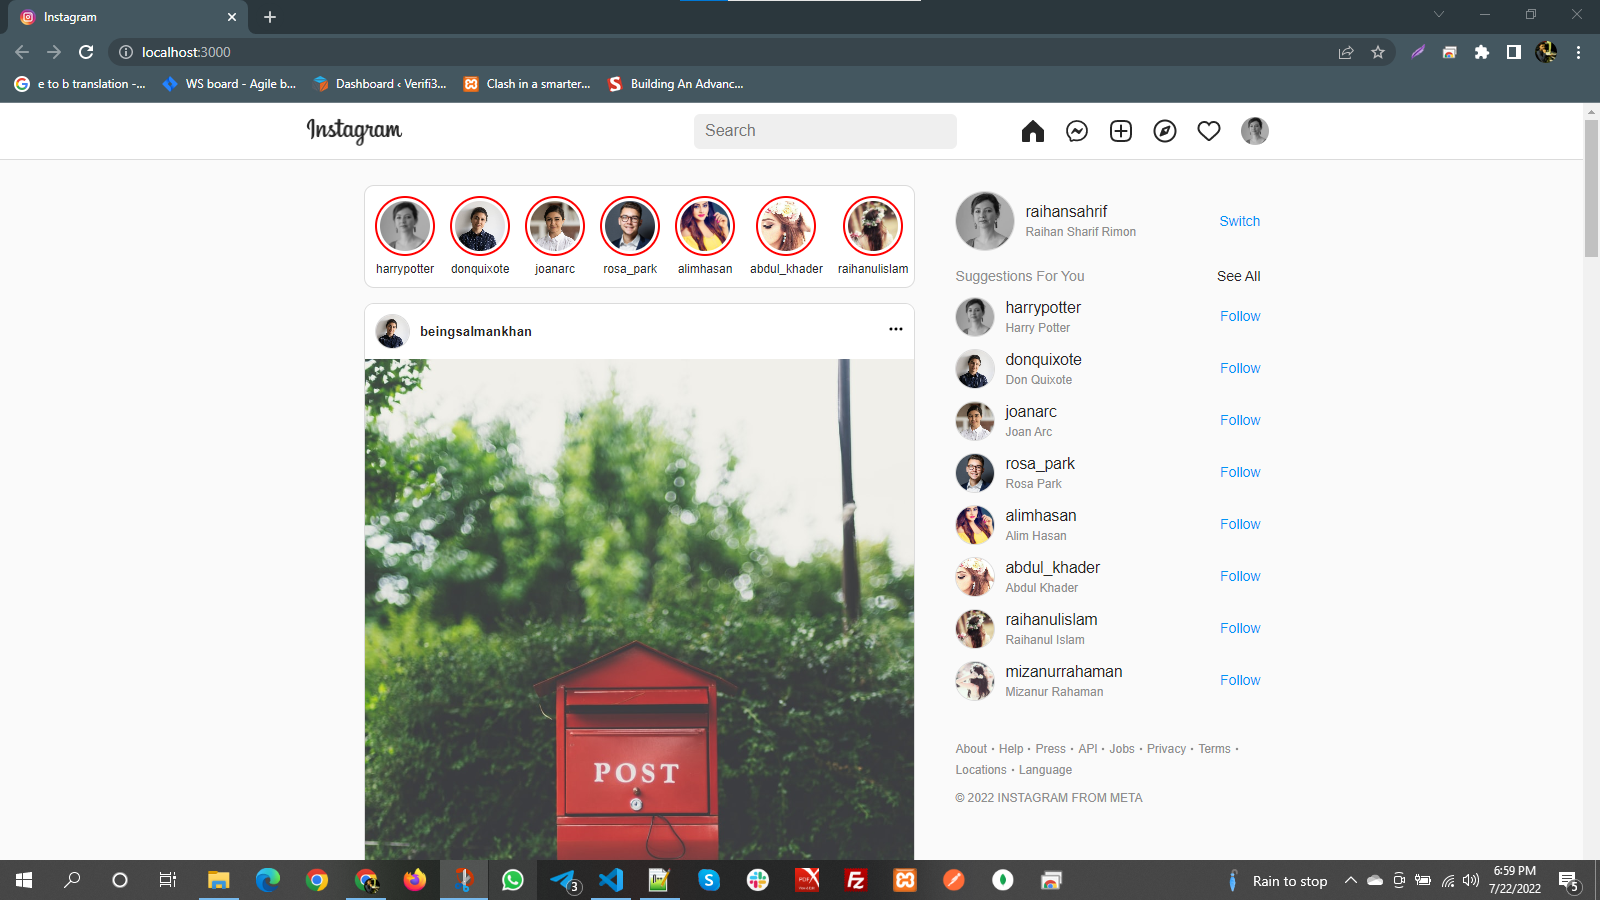 Instagram
localhost:3000
e to b translation -...
WS board - Agile b...
Dashboard ‹ Verifi3...
Clash in a smarter...
Building An Advanc...
Instagram
Search
harrypotter
donquixote
joanarc
rosa_park
alimhasan
abdul_khader
raihanulislam
beingsalmankhan
POST
raihansahrif
Raihan Sharif Rimon
Switch
Suggestions For You
See All
harrypotter
Harry Potter
Follow
donquixote
Don Quixote
Follow
joanarc
Joan Arc
Follow
rosa_park
Rosa Park
Follow
alimhasan
Alim Hasan
Follow
abdul_khader
Abdul Khader
Follow
raihanulislam
Raihanul Islam
Follow
mizanurrahaman
Mizanur Rahaman
Follow
About · Help · Press · API · Jobs · Privacy · Terms ·
Locations · Language
© 2022 INSTAGRAM FROM META
3
Rain to stop
6:59 PM
7/22/2022
5